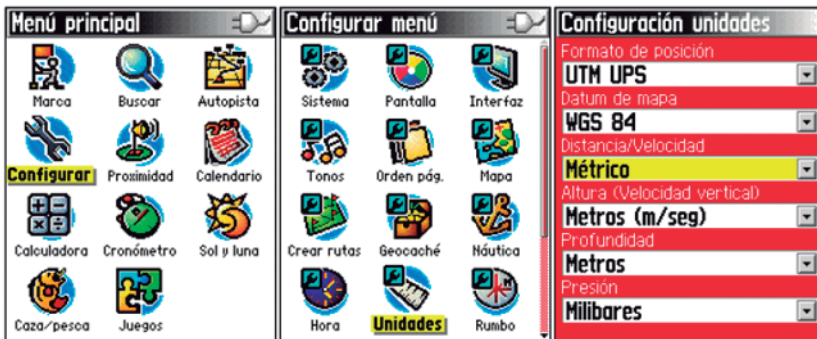 Menú principal
Marca Buscar Autopista
Configurar Proximidad Calendario
Calculadora Cronómetro Sol y luna
Caza/pesca Juegos
Configurar menú
Sistema Pantalla Interfaz
Tonos Orden pág. Mapa
Crear rutas Geocaché Náutica
Hora Unidades Rumbo
Configuración unidades
Formato de posición
UTM UPS
Datum de mapa
WGS 84
Distancia/Velocidad
Métrico
Altura (Velocidad vertical)
Metros (m/seg)
Profundidad
Metros
Presión
Milibares